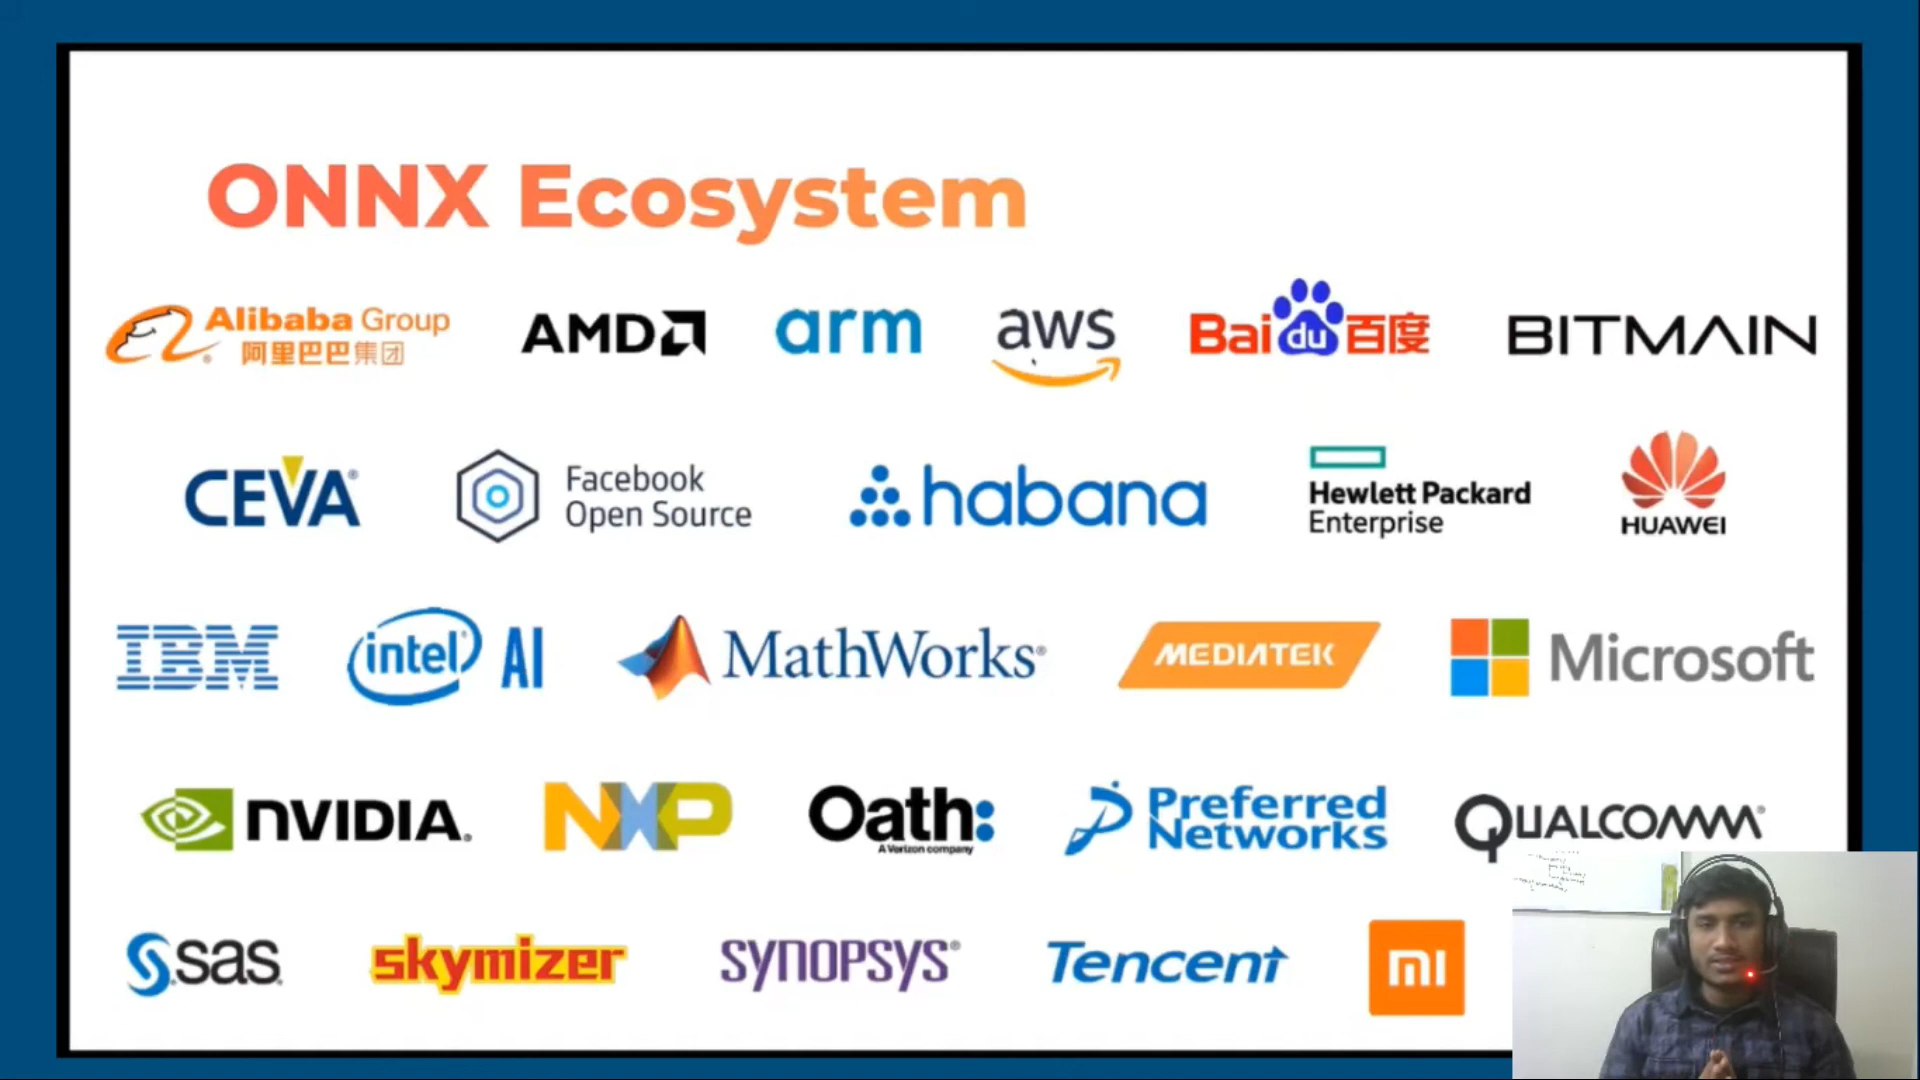 ONNX Ecosystem
Alibaba Group
阿里巴巴集团
AMD
arm
aws
Bai du 百度
BITMAIN
CEVA®
Facebook
Open Source
habana
Hewlett Packard
Enterprise
HUAWEI
IBM
intel® AI
MathWorks®
MEDIATEK
Microsoft
NVIDIA®
NXP
Oath:
A Verizon company
Preferred
Networks
QUALCOMM®
sas
skymizer
SYNOPSYS®
Tencent
mi